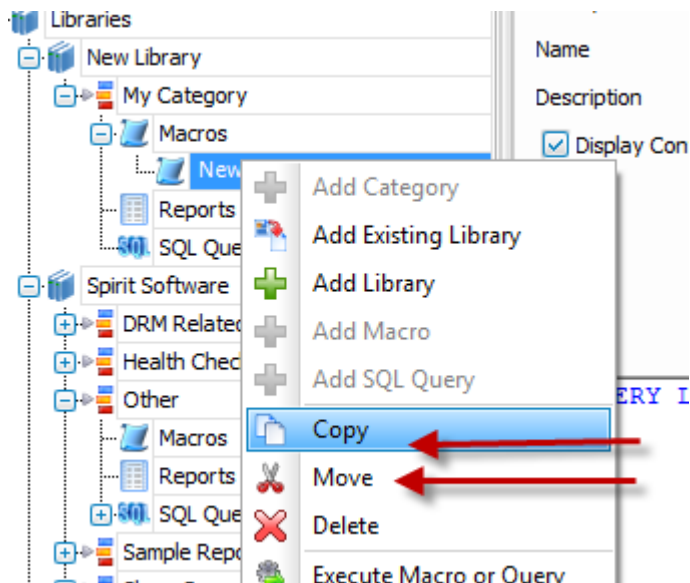 Libraries
New Library
My Category
Macros
New
Reports
SQL Que
Spirit Software
DRM Related
Health Chec
Other
Macros
Reports
SQL Que
Sample Repo
Name
Description
Display Con
Add Category
Add Existing Library
Add Library
Add Macro
Add SQL Query
Copy
Move
Delete
Execute Macro or Query
ERY L